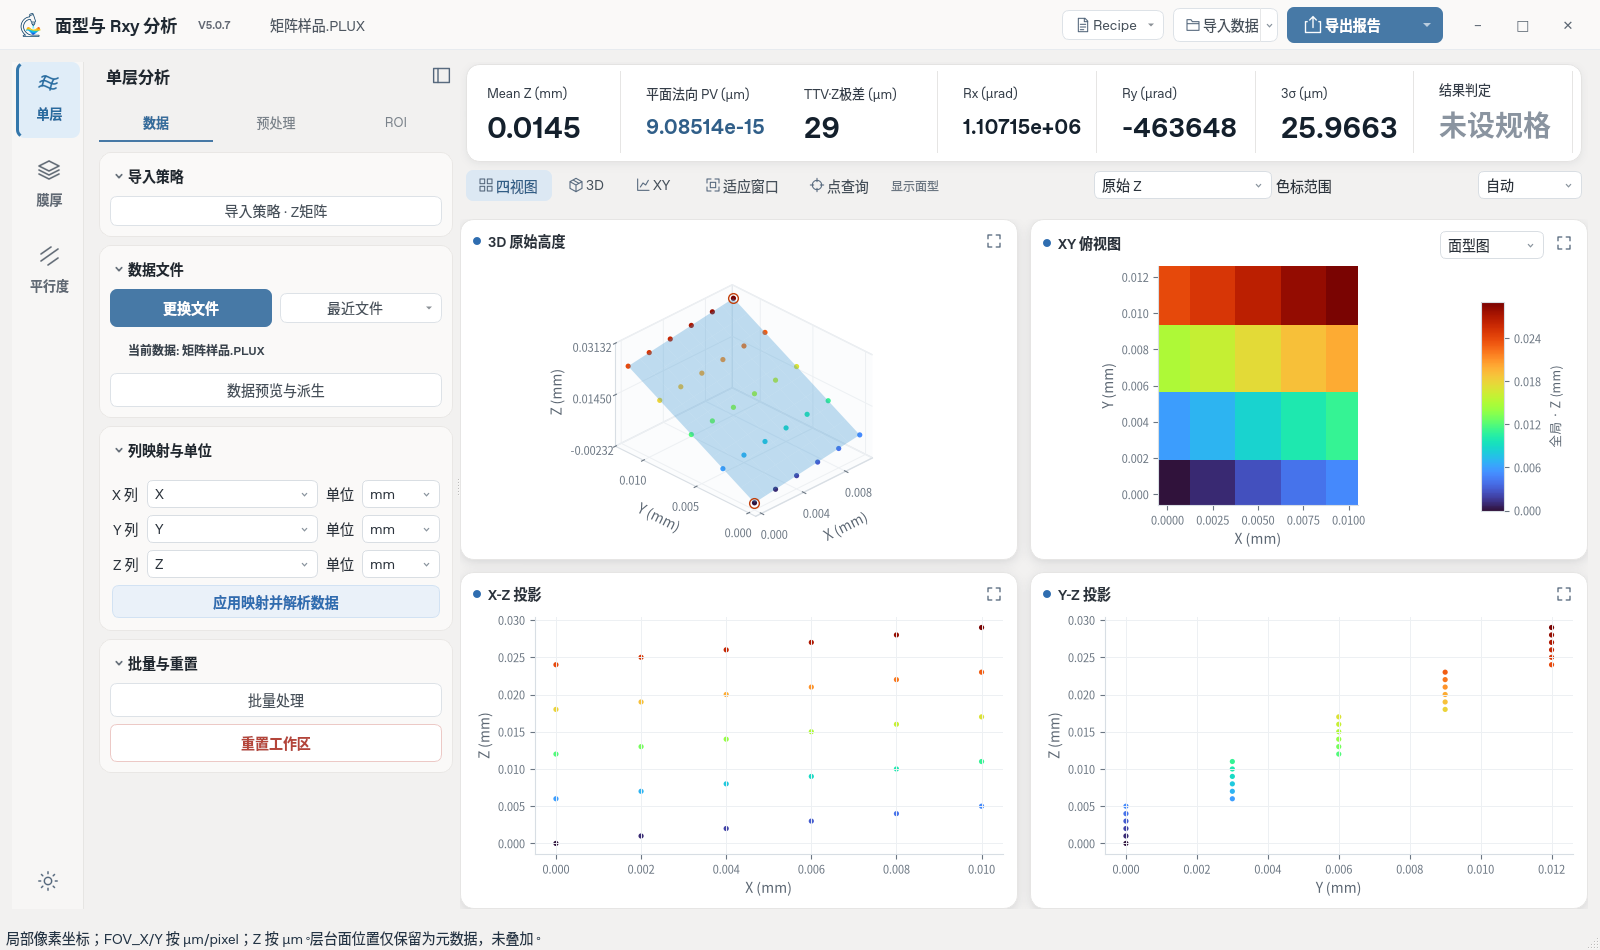 面型与 Rxy 分析 V5.0.7 矩阵样品.PLUX Recipe 导入数据 导出报告
单层
膜厚
平行度
单层分析
数据 预处理 ROI
导入策略
导入策略 · Z矩阵
数据文件
更换文件 最近文件
当前数据: 矩阵样品.PLUX
数据预览与派生
列映射与单位
X 列 X 单位 mm
Y 列 Y 单位 mm
Z 列 Z 单位 mm
应用映射并解析数据
批量与重置
批量处理
重置工作区
Mean Z (mm) 平面法向 PV (μm) TTV·Z极差 (μm) Rx (μrad) Ry (μrad) 3σ (μm) 结果判定
0.0145 9.08514e-15 29 1.10715e+06 -463648 25.9663 未设规格
四视图 3D XY 适应窗口 点查询 显示面型 原始 Z 色标范围 自动
3D 原始高度
0.03132
0.01450
-0.00232
Z (mm)
0.010
0.005
0.000
Y (mm)
0.000
0.004
0.008
X (mm)
XY 俯视图 面型图
0.012
0.010
0.008
0.006
0.004
0.002
0.000
Y (mm)
0.0000 0.0025 0.0050 0.0075 0.0100
X (mm)
0.024
0.018
0.012
0.006
0.000
全局 · Z (mm)
X-Z 投影
0.030
0.025
0.020
0.015
0.010
0.005
0.000
Z (mm)
0.000 0.002 0.004 0.006 0.008 0.010
X (mm)
Y-Z 投影
0.030
0.025
0.020
0.015
0.010
0.005
0.000
Z (mm)
0.000 0.002 0.004 0.006 0.008 0.010 0.012
Y (mm)
局部像素坐标；FOV_X/Y 按 μm/pixel；Z 按 μm。层台面位置仅保留为元数据，未叠加。